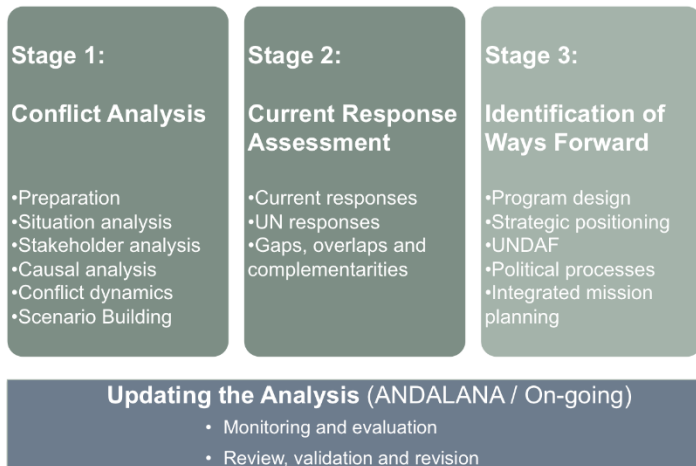 Stage 1:
Conflict Analysis
•Preparation
•Situation analysis
•Stakeholder analysis
•Causal analysis
•Conflict dynamics
•Scenario Building
Stage 2:
Current Response
Assessment
•Current responses
•UN responses
•Gaps, overlaps and
complementarities
Stage 3:
Identification of
Ways Forward
•Program design
•Strategic positioning
•UNDAF
•Political processes
•Integrated mission
planning
Updating the Analysis (ANDALANA / On-going)
• Monitoring and evaluation
• Review, validation and revision